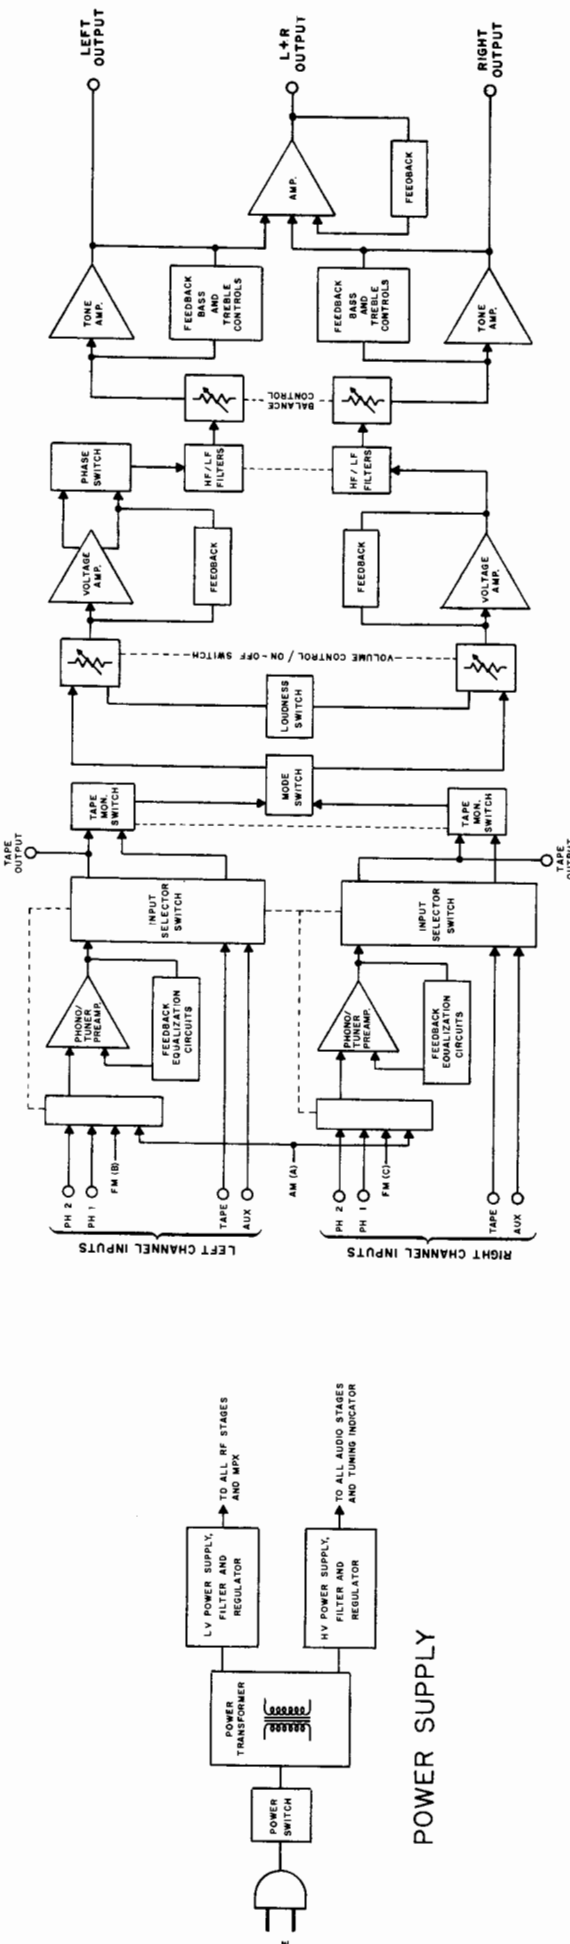 LEFT
OUTPUT
L+R
OUTPUT
RIGHT
OUTPUT
TONE
AMP.
FEEDBACK
BASS
AND
TREBLE
CONTROLS
AMP.
FEEDBACK
FEEDBACK
BASS
AND
TREBLE
CONTROLS
TONE
AMP.
BALANCE
CONTROL
PHASE
SWITCH
HF/LF
FILTERS
HF/LF
FILTERS
VOLTAGE
AMP.
FEEDBACK
FEEDBACK
VOLTAGE
AMP.
VOLUME CONTROL / ON-OFF SWITCH
LOUDNESS
SWITCH
MODE
SWITCH
TAPE
MON.
SWITCH
TAPE
MON.
SWITCH
TAPE
OUTPUT
TAPE
OUTPUT
INPUT
SELECTOR
SWITCH
INPUT
SELECTOR
SWITCH
PHONO/
TUNER
PREAMP.
FEEDBACK
EQUALIZATION
CIRCUITS
PHONO/
TUNER
PREAMP.
FEEDBACK
EQUALIZATION
CIRCUITS
PH 2
PH 1
FM (B)
TAPE
AUX
AM (A)
PH 2
PH 1
FM (C)
TAPE
AUX
LEFT CHANNEL INPUTS
RIGHT CHANNEL INPUTS
TO ALL RF STAGES
AND MPX
TO ALL AUDIO STAGES
AND TUNING INDICATOR
LV POWER SUPPLY,
FILTER AND
REGULATOR
HV POWER SUPPLY,
FILTER AND
REGULATOR
POWER
TRANSFORMER
POWER
SWITCH
POWER SUPPLY